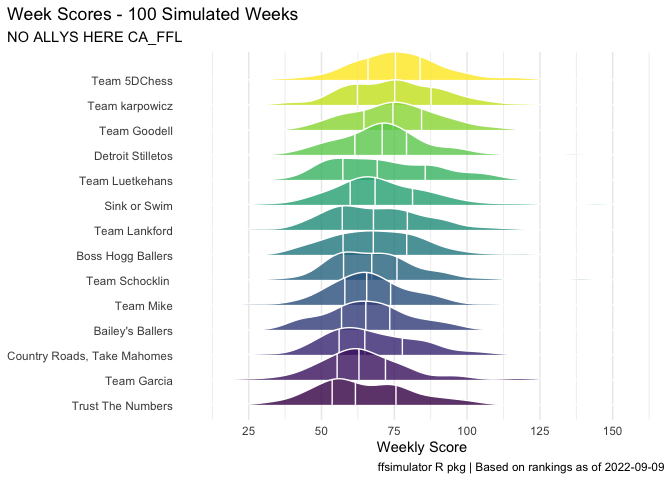 Week Scores - 100 Simulated Weeks
NO ALLYS HERE CA_FFL
Team 5DChess
Team karpowicz
Team Goodell
Detroit Stilletos
Team Luetkehans
Sink or Swim
Team Lankford
Boss Hogg Ballers
Team Schocklin
Team Mike
Bailey's Ballers
Country Roads, Take Mahomes
Team Garcia
Trust The Numbers
25 50 75 100 125 150
Weekly Score
ffsimulator R pkg | Based on rankings as of 2022-09-09